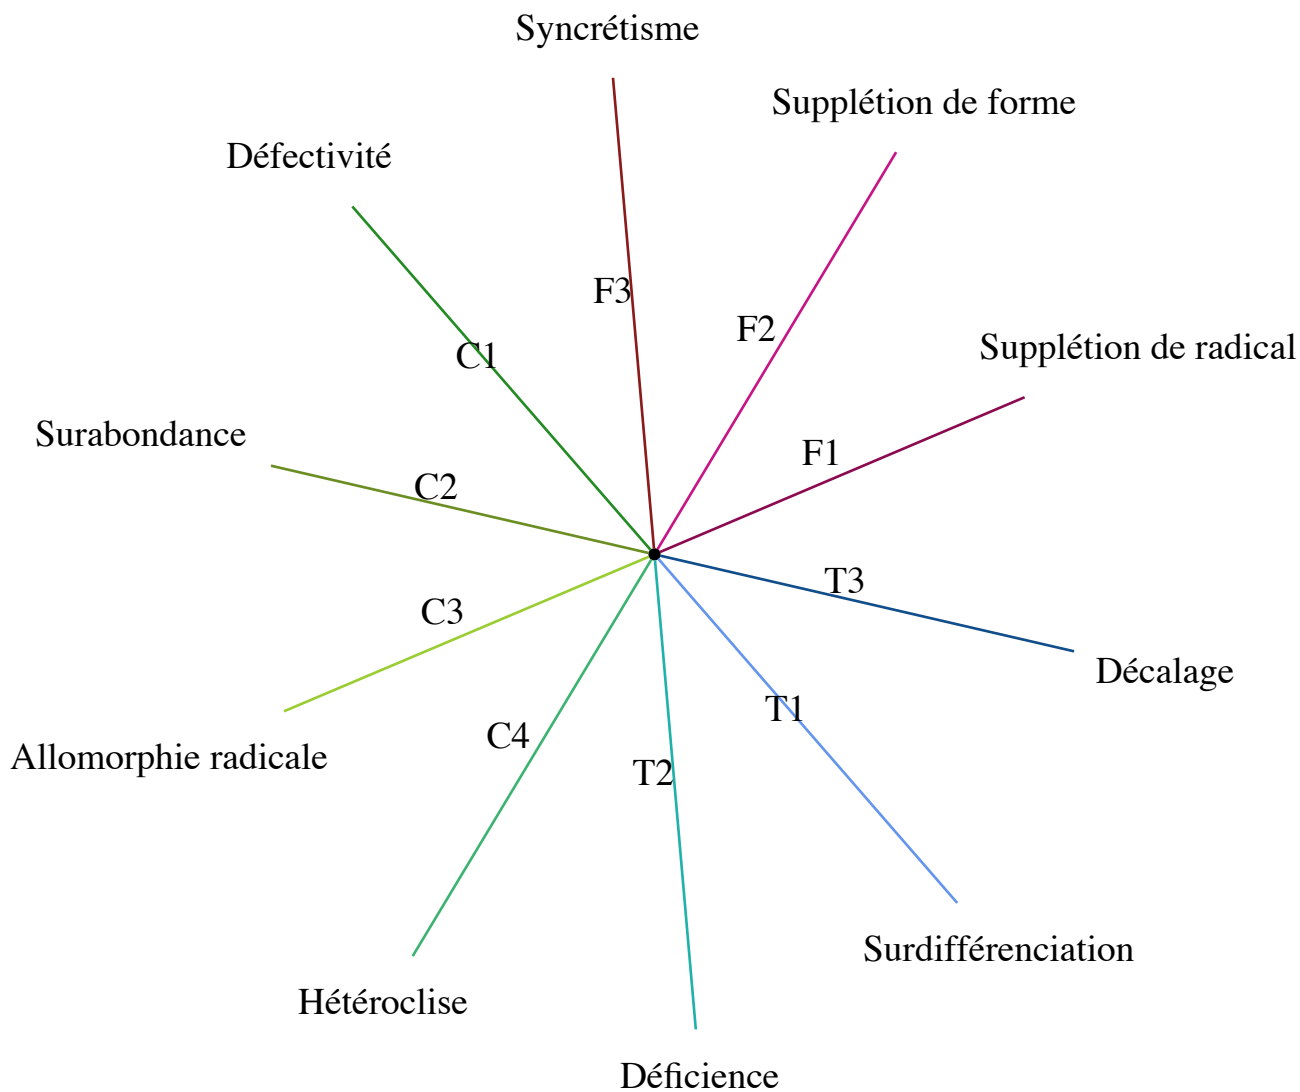 Syncrétisme
Supplétion de forme
Défectivité
F3
F2
Supplétion de radical
C1
Surabondance
F1
C2
T3
C3
Décalage
T1
C4
Allomorphie radicale
T2
Surdifférenciation
Hétéroclise
Déficience